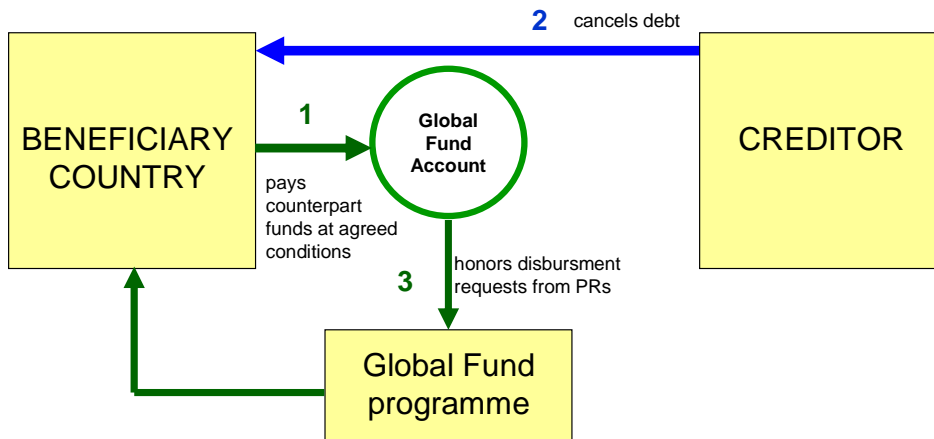 2 cancels debt
BENEFICIARY
COUNTRY
1
pays
counterpart
funds at agreed
conditions
Global
Fund
Account
CREDITOR
3
honors disbursment
requests from PRs
Global Fund
programme